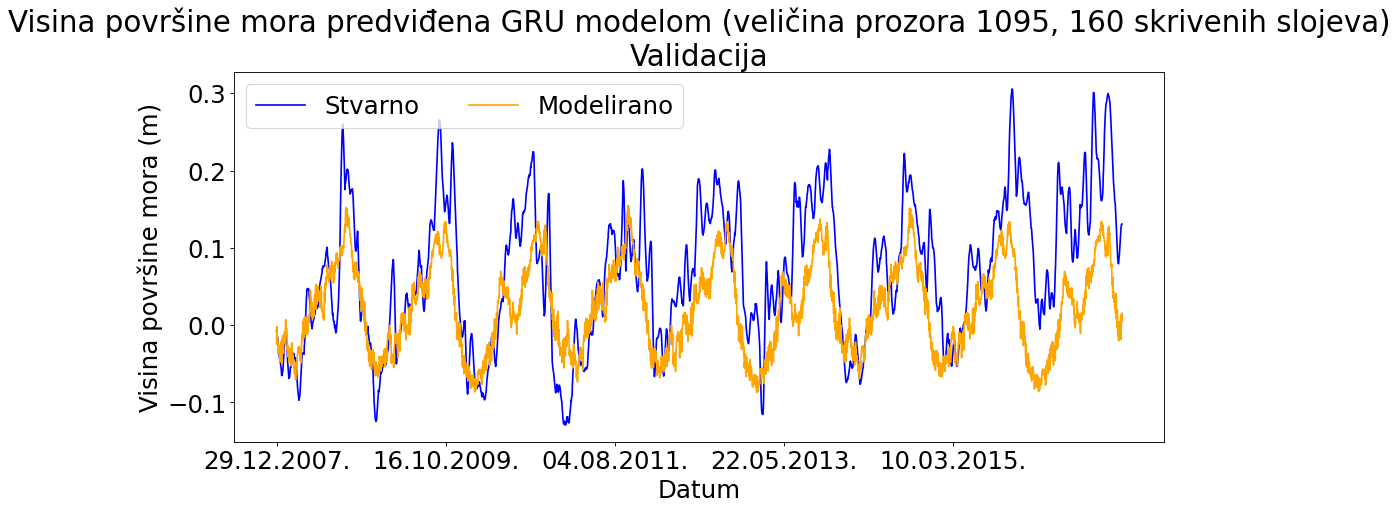 Visina površine mora predviđena GRU modelom (veličina prozora 1095, 160 skrivenih slojeva)
Validacija
Stvarno Modelirano
Visina površine mora (m)
0.3
0.2
0.1
0.0
−0.1
29.12.2007. 16.10.2009. 04.08.2011. 22.05.2013. 10.03.2015.
Datum